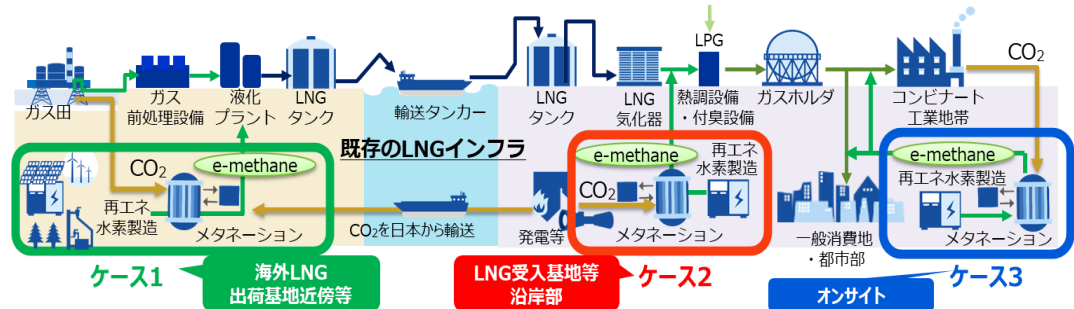 LPG
CO₂
ガス田
ガス
前処理設備
液化
プラント
LNG
タンク
輸送タンカー
LNG
タンク
LNG
気化器
熱調設備
・付臭設備
ガスホルダ
コンビナート
工業地帯
既存のLNGインフラ
CO₂
e-methane
再エネ
水素製造
メタネーション
CO₂を日本から輸送
発電等
CO₂
e-methane
再エネ
水素製造
メタネーション
一般消費地
・都市部
e-methane
再エネ水素製造
メタネーション
ケース1
海外LNG
出荷基地近傍等
LNG受入基地等
沿岸部
ケース2
オンサイト
ケース3